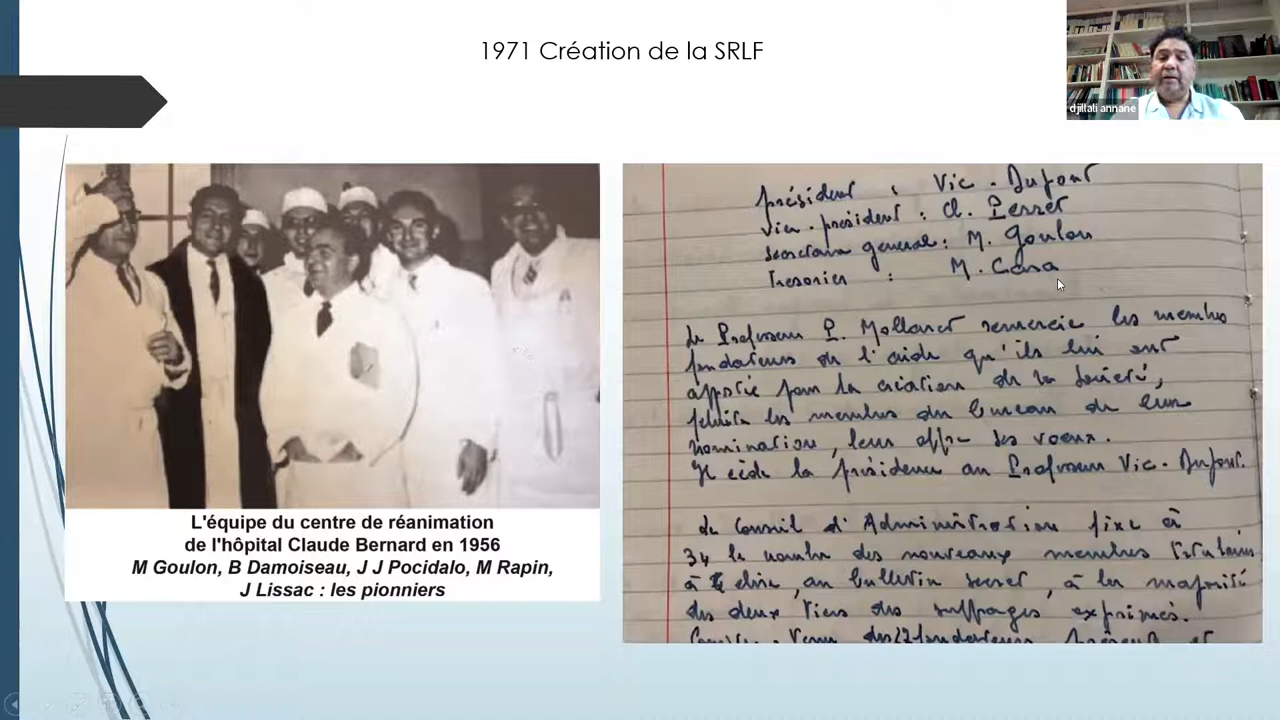 1971 Création de la SRLF
djillali annane
L'équipe du centre de réanimation
de l'hôpital Claude Bernard en 1956
M Goulon, B Damoiseau, J J Pocidalo, M Rapin,
J Lissac : les pionniers
président : Vic-Dupont
vice-président : Cl. Perret
secrétaire général : M. Goulon
Trésorier : M. Cara
Le Professeur P. Mollaret remercie les membres
fondateurs de l'aide qu'ils lui ont
apportée pour la création de la Société,
félicite les membres du bureau de leur
nomination, leur offre ses voeux.
Il cède la présidence au Professeur Vic-Dupont.
Le Conseil d'Administration fixe à
34 le nombre des nouveaux membres titulaires
à élire, au bulletin secret, à la majorité
des deux tiers des suffrages exprimés.